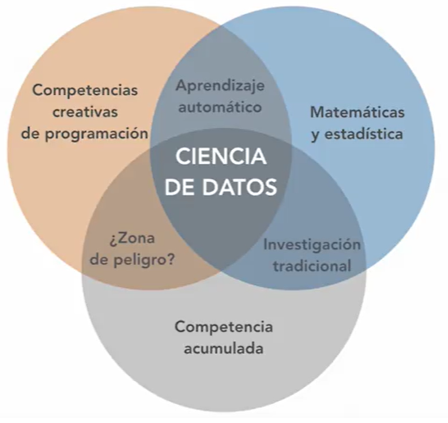 Competencias
creativas
de programación
Aprendizaje
automático
Matemáticas
y estadística
CIENCIA
DE DATOS
¿Zona
de peligro?
Investigación
tradicional
Competencia
acumulada